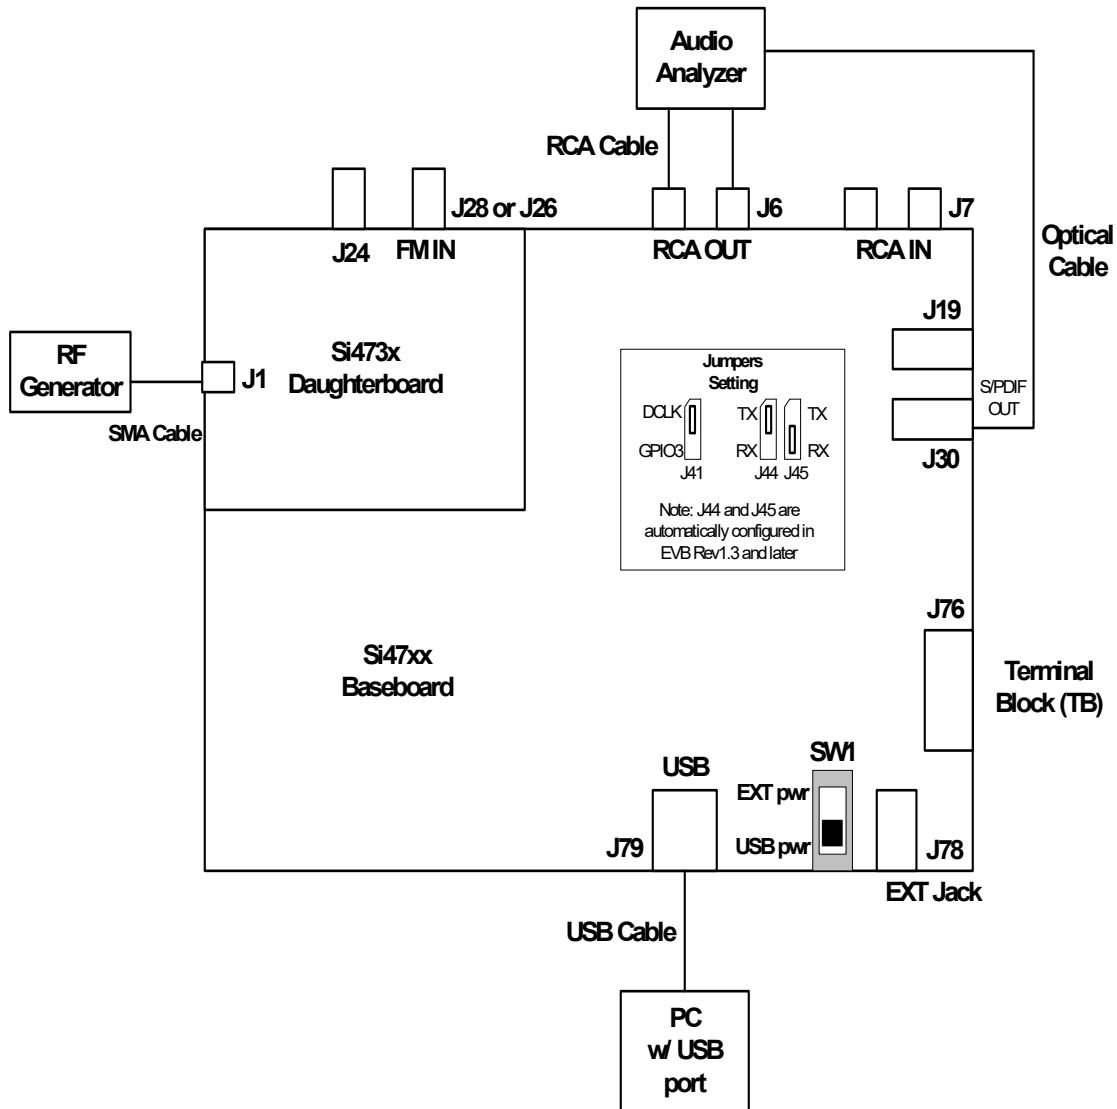 Audio
Analyzer
RCA Cable
J28 or J26
J6
J7
J24
FM IN
RCA OUT
RCA IN
Optical
Cable
RF
Generator
J1
SMA Cable
Si473x
Daughterboard
J19
S/PDIF
OUT
J30
Jumpers
Setting
DCLK
GPIO3
J41
TX
RX
J44
TX
RX
J45
Note: J44 and J45 are
automatically configured in
EVB Rev1.3 and later
Si47xx
Baseboard
J76
Terminal
Block (TB)
USB
J79
SW1
EXT pwr
USB pwr
J78
EXT Jack
USB Cable
PC
w/ USB
port